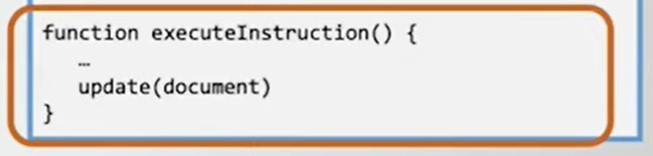 function executeInstruction() {
…
update(document)
}